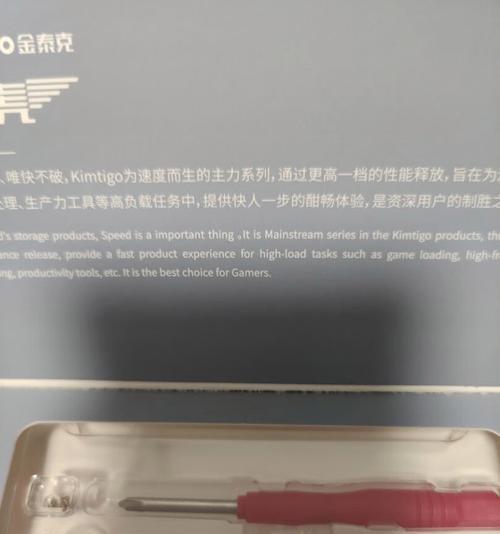 O 金泰克
、唯快不破,Kimtigo为速度而生的主力系列,通过更高一档的性能释放,旨在为
处理、生产力工具等高负载任务中,提供快人一步的酣畅体验,是资深用户的制胜之
d's storage products, Speed is a important thing 。It is Mainstream series in the Kimtigo products, the
ance release, provide a fast product experience for high-load tasks such as game loading, high-fr
ng, productivity tools, etc. It is the best choice for Gamers.